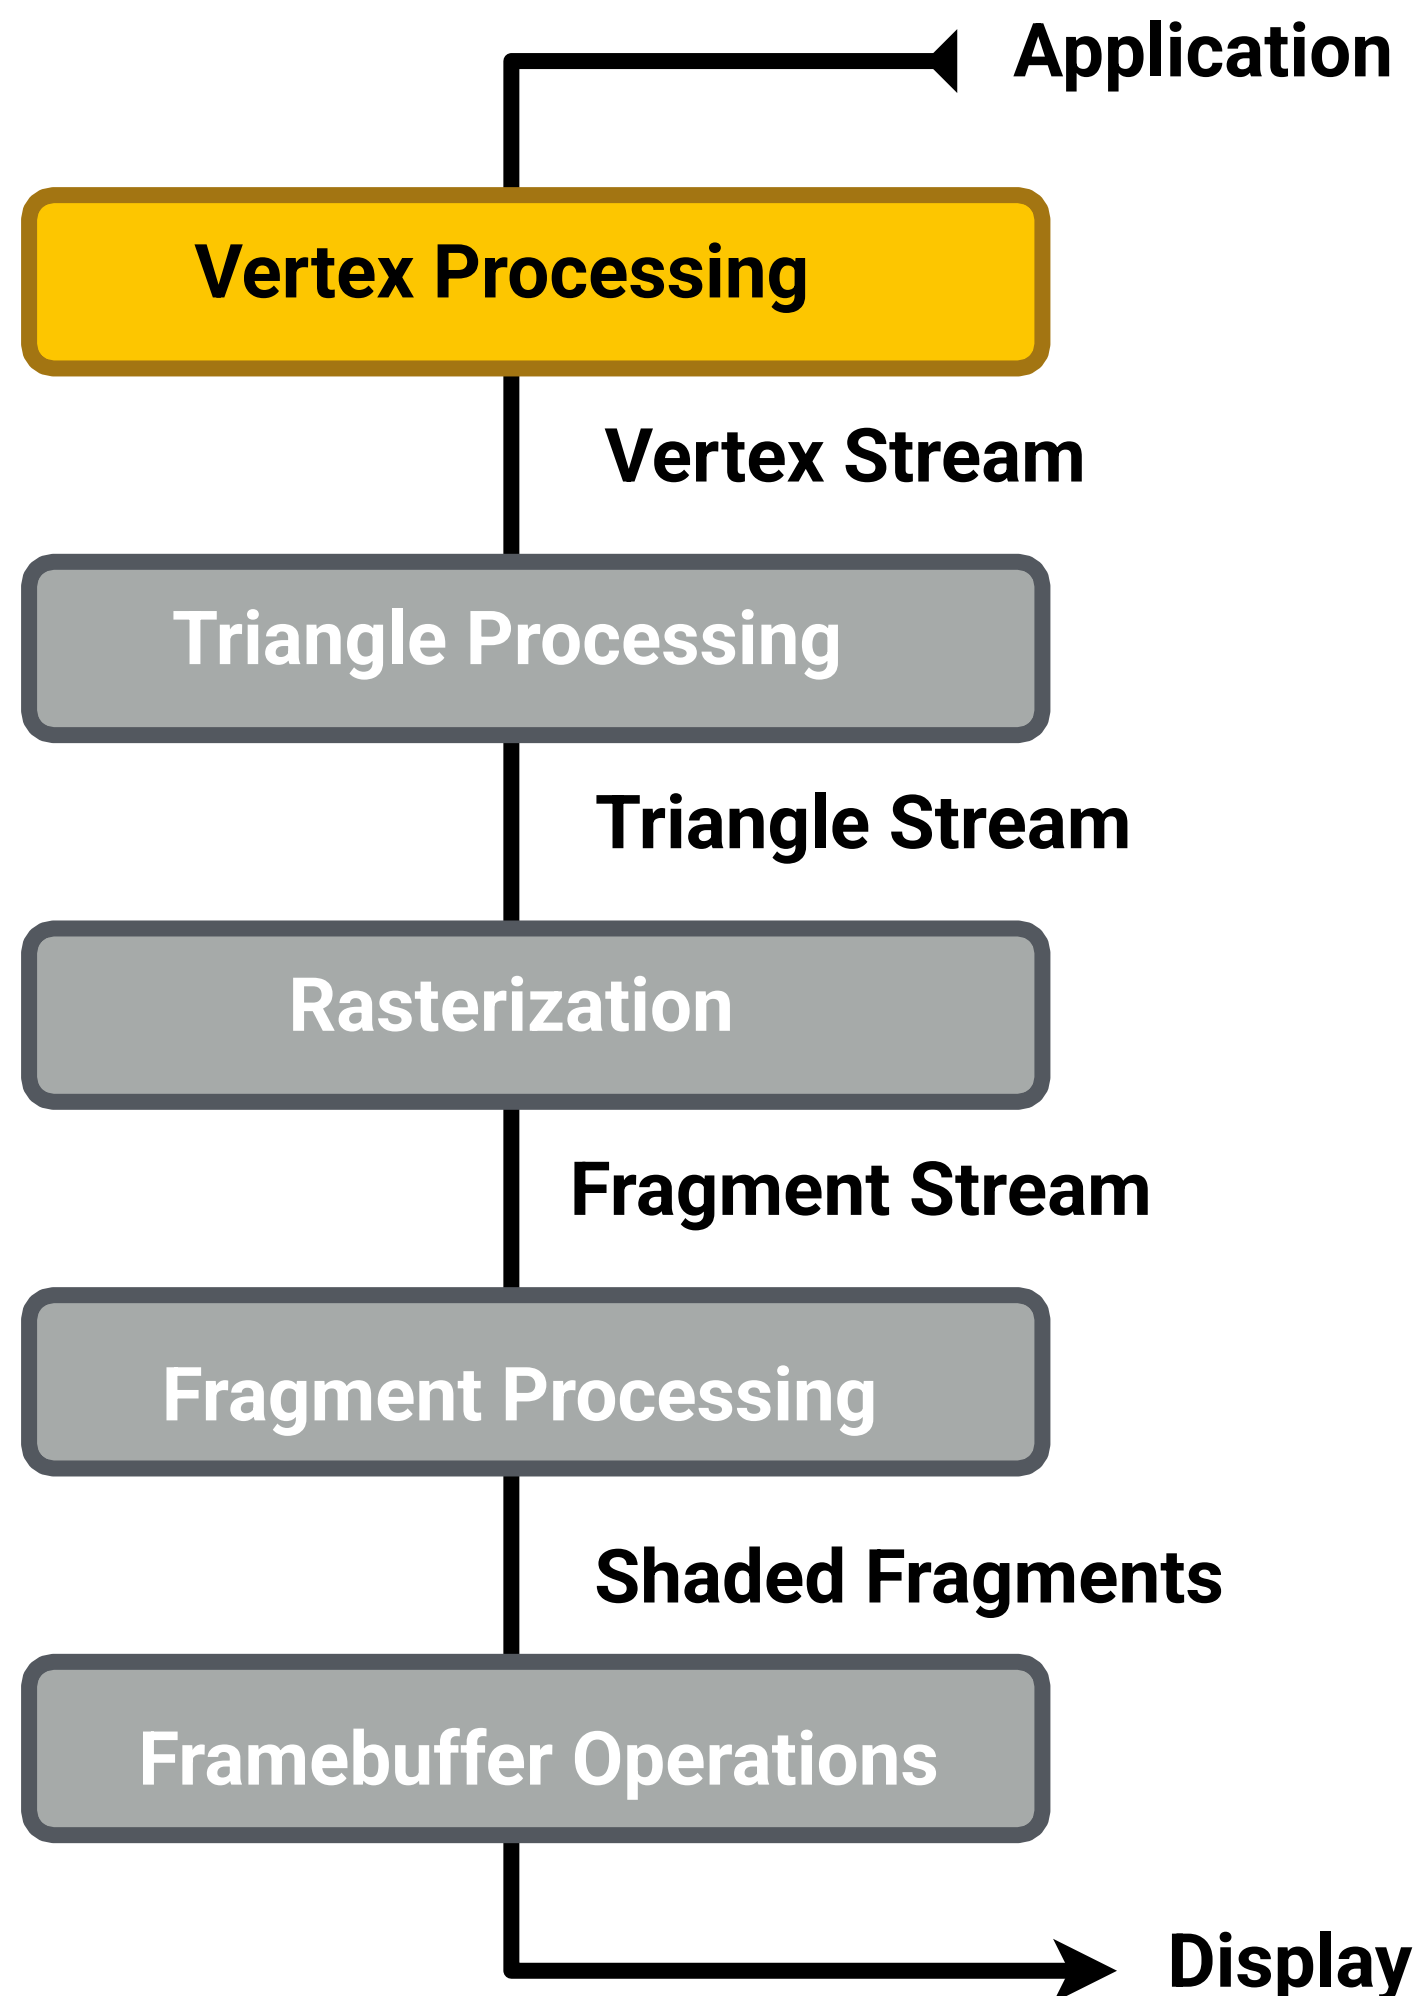 Application
Vertex Processing
Vertex Stream
Triangle Processing
Triangle Stream
Rasterization
Fragment Stream
Fragment Processing
Shaded Fragments
Framebuffer Operations
Display